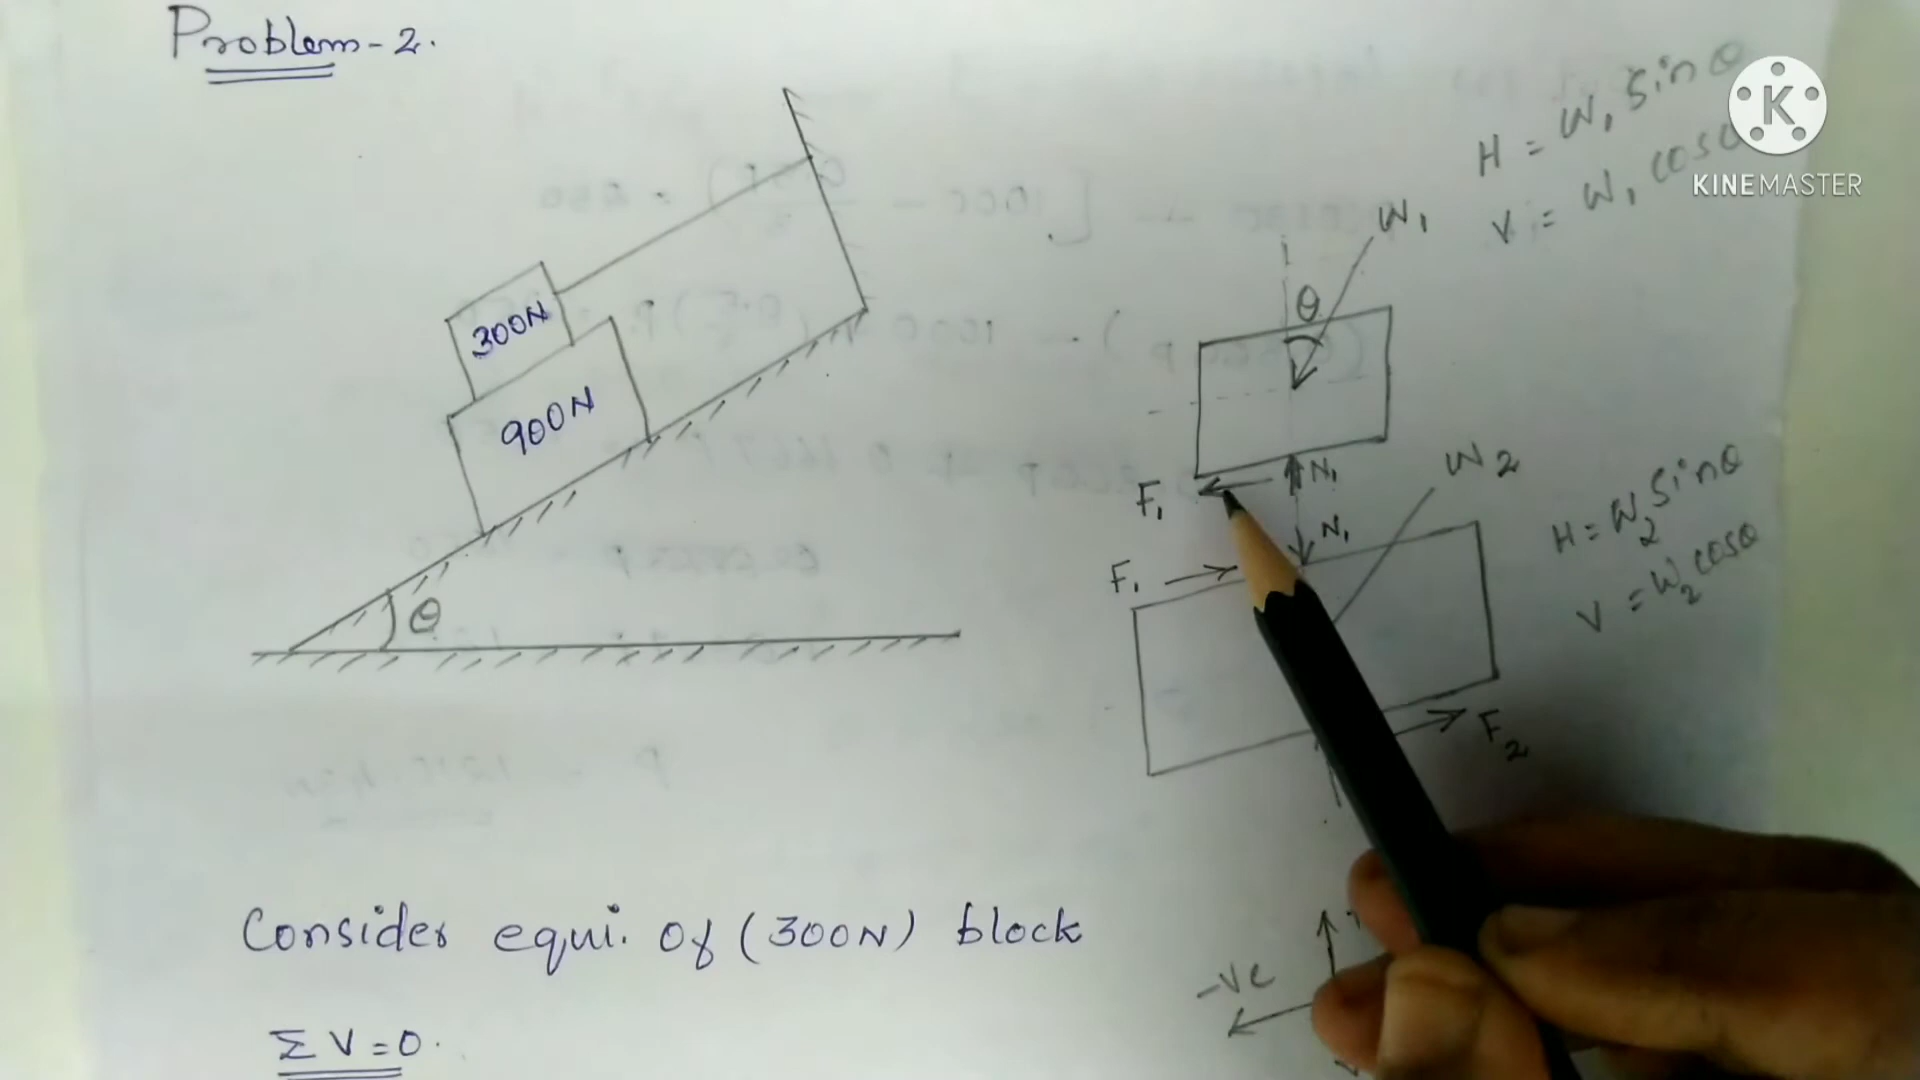 Problem-2.
300N
900N
θ
H = W₁ sinθ
V = W₁ cosθ
K
KINEMASTER
W₁
θ
F₁
N₁
N₁
F₁
W₂
H = W₂ sinθ
V = W₂ cosθ
F₂
Consider equi. of (300N) block
-ve
Σ V = 0.